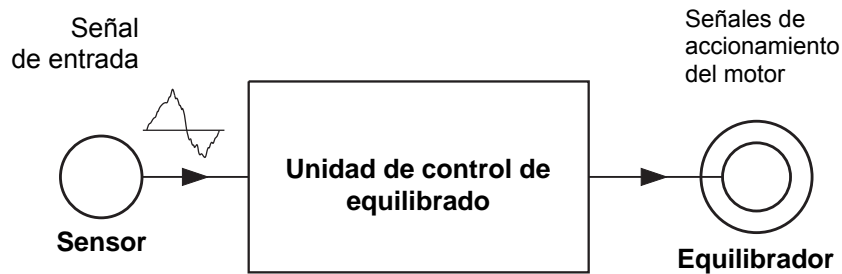 Señal
de entrada
Sensor
Unidad de control de
equilibrado
Señales de
accionamiento
del motor
Equilibrador